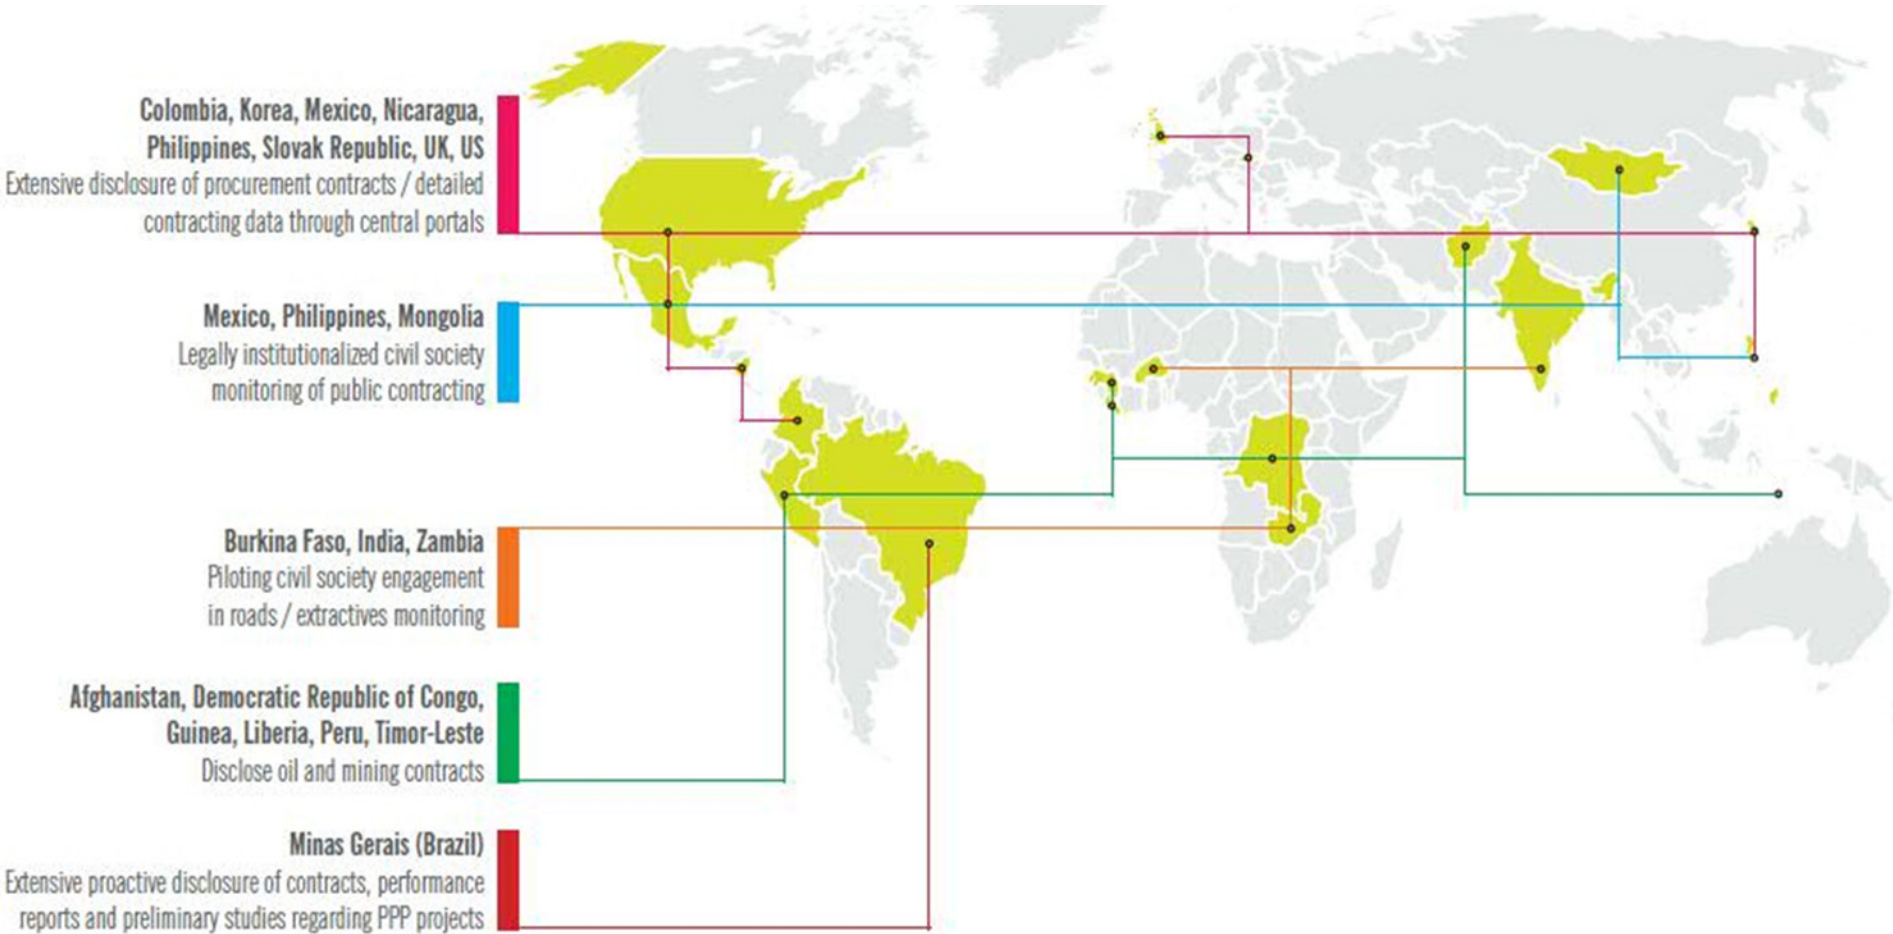 Colombia, Korea, Mexico, Nicaragua,
Philippines, Slovak Republic, UK, US
Extensive disclosure of procurement contracts / detailed
contracting data through central portals
Mexico, Philippines, Mongolia
Legally institutionalized civil society
monitoring of public contracting
Burkina Faso, India, Zambia
Piloting civil society engagement
in roads / extractives monitoring
Afghanistan, Democratic Republic of Congo,
Guinea, Liberia, Peru, Timor-Leste
Disclose oil and mining contracts
Minas Gerais (Brazil)
Extensive proactive disclosure of contracts, performance
reports and preliminary studies regarding PPP projects